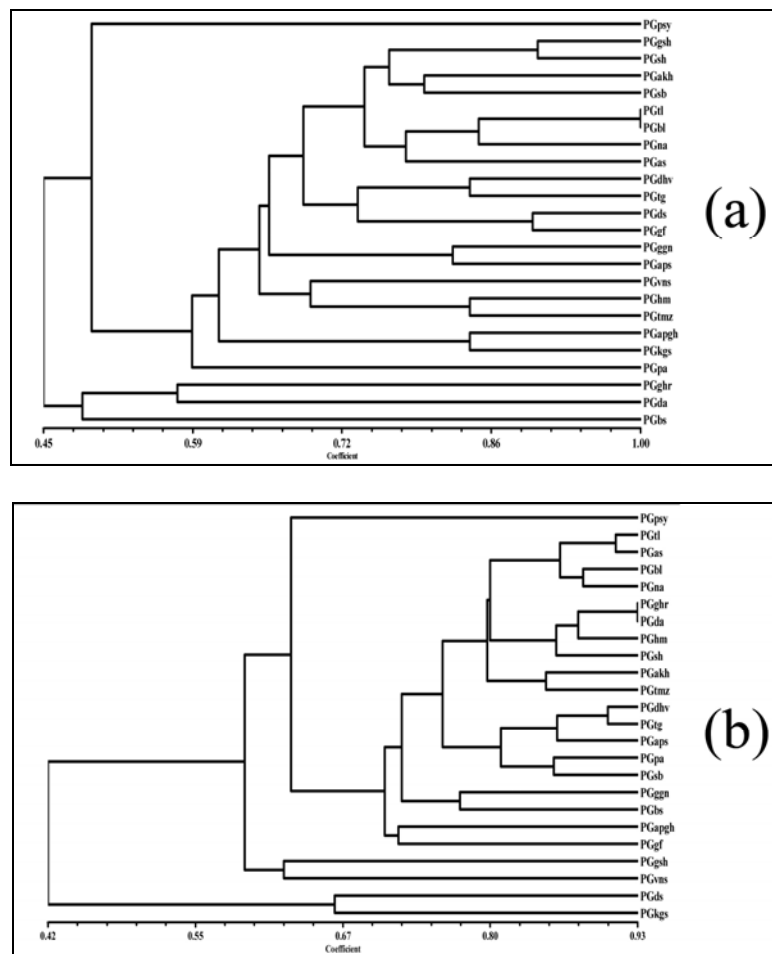 PGpsy
PGgsh
PGsh
PGakh
PGsb
PGtl
PGbl
PGna
PGas
PGdhv
PGtg
PGds
PGgf
PGggn
PGaps
PGvns
PGhm
PGtmz
PGapgh
PGkgs
PGpa
PGghr
PGda
PGbs
(a)
0.45 0.59 0.72 0.86 1.00
Coefficient
PGpsy
PGtl
PGas
PGbl
PGna
PGghr
PGda
PGhm
PGsh
PGakh
PGtmz
PGdhv
PGtg
PGaps
PGpa
PGsb
PGggn
PGbs
PGapgh
PGgf
PGgsh
PGvns
PGds
PGkgs
(b)
0.42 0.55 0.67 0.80 0.93
Coefficient